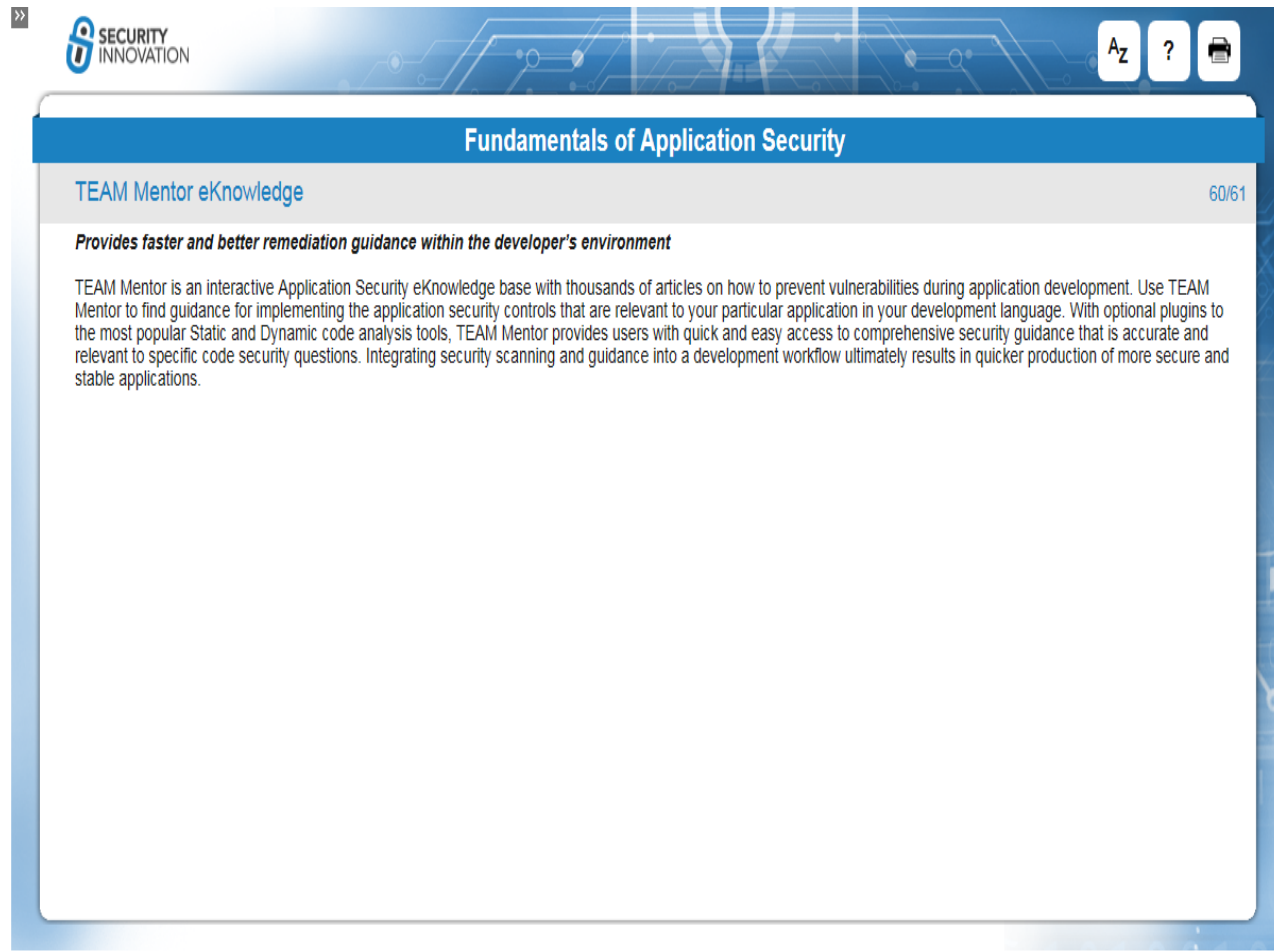 »
SECURITY
INNOVATION
AZ
?
Fundamentals of Application Security
TEAM Mentor eKnowledge
60/61
Provides faster and better remediation guidance within the developer's environment
TEAM Mentor is an interactive Application Security eKnowledge base with thousands of articles on how to prevent vulnerabilities during application development. Use TEAM
Mentor to find guidance for implementing the application security controls that are relevant to your particular application in your development language. With optional plugins to
the most popular Static and Dynamic code analysis tools, TEAM Mentor provides users with quick and easy access to comprehensive security guidance that is accurate and
relevant to specific code security questions. Integrating security scanning and guidance into a development workflow ultimately results in quicker production of more secure and
stable applications.